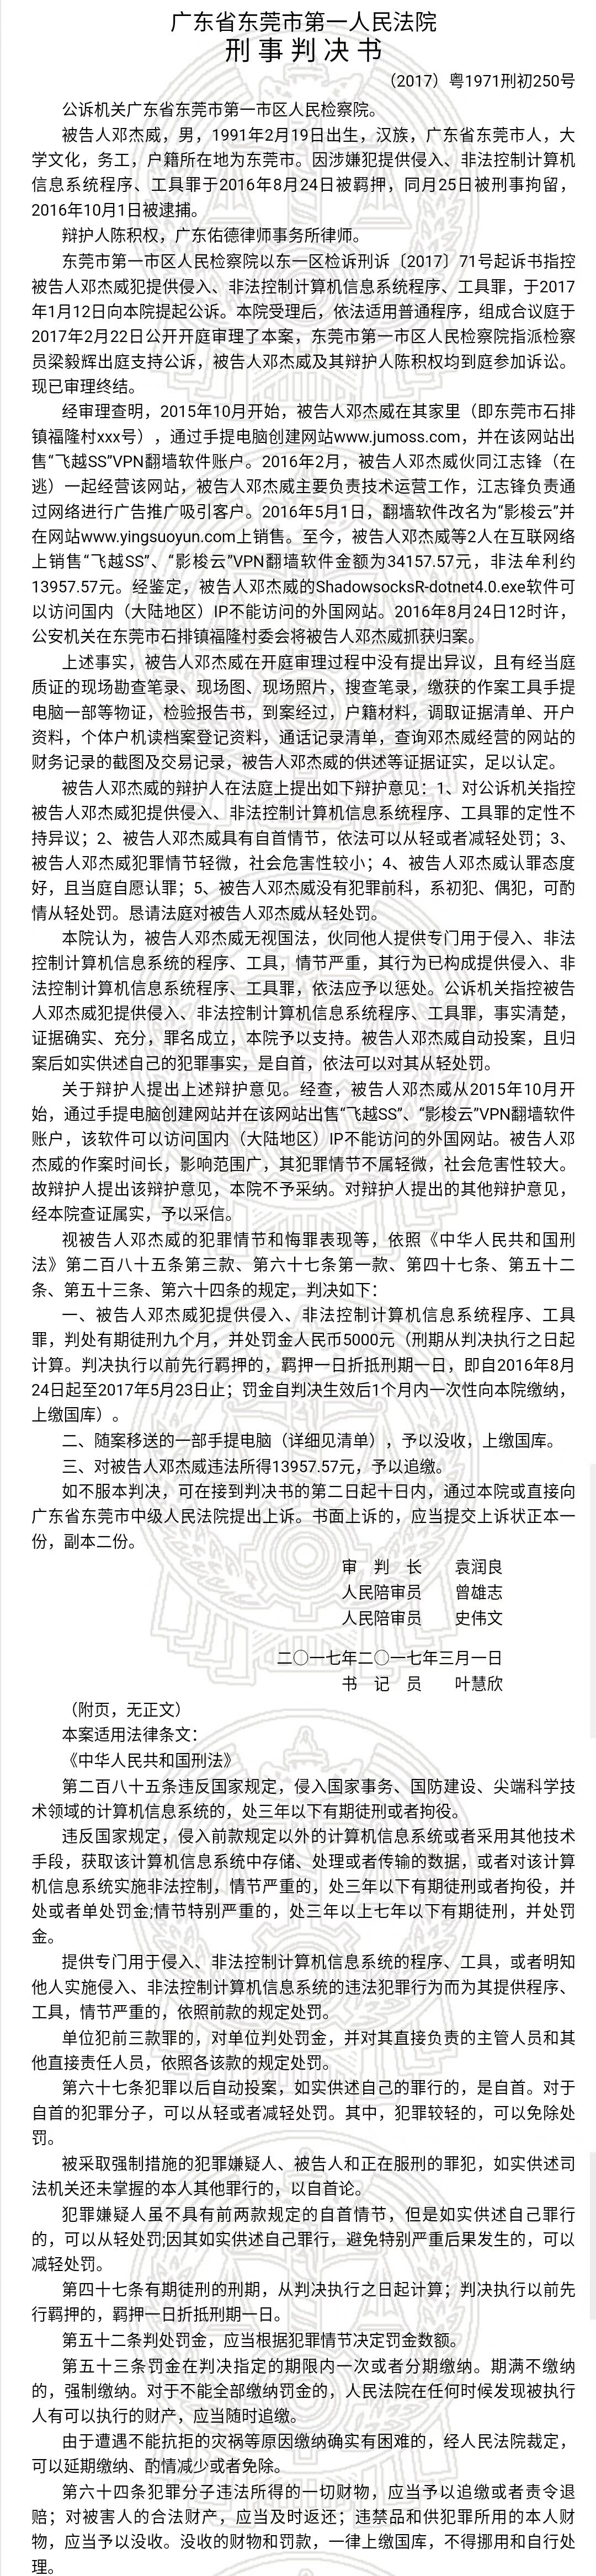 广东省东莞市第一人民法院
刑 事 判 决 书
（2017）粤1971刑初250号
公诉机关广东省东莞市第一市区人民检察院。
被告人邓杰威，男，1991年2月19日出生，汉族，广东省东莞市人，大
学文化，务工，户籍所在地为东莞市。因涉嫌犯提供侵入、非法控制计算机
信息系统程序、工具罪于2016年8月24日被羁押，同月25日被刑事拘留，
2016年10月1日被逮捕。
辩护人陈积权，广东佑德律师事务所律师。
东莞市第一市区人民检察院以东一区检诉刑诉〔2017〕71号起诉书指控
被告人邓杰威犯提供侵入、非法控制计算机信息系统程序、工具罪，于2017
年1月12日向本院提起公诉。本院受理后，依法适用普通程序，组成合议庭于
2017年2月22日公开开庭审理了本案，东莞市第一市区人民检察院指派检察
员梁毅辉出庭支持公诉，被告人邓杰威及其辩护人陈积权均到庭参加诉讼。
现已审理终结。
经审理查明，2015年10月开始，被告人邓杰威在其家里（即东莞市石排
镇福隆村xxx号），通过手提电脑创建网站www.jumoss.com，并在该网站出
售“飞越SS”VPN翻墙软件账户。2016年2月，被告人邓杰威伙同江志锋（在
逃）一起经营该网站，被告人邓杰威主要负责技术运营工作，江志锋负责通
过网络进行广告推广吸引客户。2016年5月1日，翻墙软件改名为“影梭云”并
在网站www.yingsuoyun.com上销售。至今，被告人邓杰威等2人在互联网络
上销售“飞越SS”、“影梭云”VPN翻墙软件金额为34157.57元，非法牟利约
13957.57元。经鉴定，被告人邓杰威的ShadowsocksR-dotnet4.0.exe软件可
以访问国内（大陆地区）IP不能访问的外国网站。2016年8月24日12时许，
公安机关在东莞市石排镇福隆村委会将被告人邓杰威抓获归案。
上述事实，被告人邓杰威在开庭审理过程中没有提出异议，且有经当庭
质证的现场勘查笔录、现场图、现场照片，搜查笔录，缴获的作案工具手提
电脑一部等物证，检验报告书，到案经过，户籍材料，调取证据清单、开户
资料，个体户机读档案登记资料，通话记录清单，查询邓杰威经营的网站的
财务记录的截图及交易记录，被告人邓杰威的供述等证据证实，足以认定。
被告人邓杰威的辩护人在法庭上提出如下辩护意见：1、对公诉机关指控
被告人邓杰威犯提供侵入、非法控制计算机信息系统程序、工具罪的定性不
持异议；2、被告人邓杰威具有自首情节，依法可以从轻或者减轻处罚；3、
被告人邓杰威犯罪情节轻微，社会危害性较小；4、被告人邓杰威认罪态度
好，且当庭自愿认罪；5、被告人邓杰威没有犯罪前科，系初犯、偶犯，可酌
情从轻处罚。恳请法庭对被告人邓杰威从轻处罚。
本院认为，被告人邓杰威无视国法，伙同他人提供专门用于侵入、非法
控制计算机信息系统的程序、工具，情节严重，其行为已构成提供侵入、非
法控制计算机信息系统程序、工具罪，依法应予以惩处。公诉机关指控被告
人邓杰威犯提供侵入、非法控制计算机信息系统程序、工具罪，事实清楚，
证据确实、充分，罪名成立，本院予以支持。被告人邓杰威自动投案，且归
案后如实供述自己的犯罪事实，是自首，依法可以对其从轻处罚。
关于辩护人提出上述辩护意见。经查，被告人邓杰威从2015年10月开
始，通过手提电脑创建网站并在该网站出售“飞越SS”、“影梭云”VPN翻墙软件
账户，该软件可以访问国内（大陆地区）IP不能访问的外国网站。被告人邓
杰威的作案时间长，影响范围广，其犯罪情节不属轻微，社会危害性较大。
故辩护人提出该辩护意见，本院不予采纳。对辩护人提出的其他辩护意见，
经本院查证属实，予以采信。
视被告人邓杰威的犯罪情节和悔罪表现等，依照《中华人民共和国刑
法》第二百八十五条第三款、第六十七条第一款、第四十七条、第五十二
条、第五十三条、第六十四条的规定，判决如下：
一、被告人邓杰威犯提供侵入、非法控制计算机信息系统程序、工具
罪，判处有期徒刑九个月，并处罚金人民币5000元（刑期从判决执行之日起
计算。判决执行以前先行羁押的，羁押一日折抵刑期一日，即自2016年8月
24日起至2017年5月23日止；罚金自判决生效后1个月内一次性向本院缴纳，
上缴国库）。
二、随案移送的一部手提电脑（详细见清单），予以没收，上缴国库。
三、对被告人邓杰威违法所得13957.57元，予以追缴。
如不服本判决，可在接到判决书的第二日起十日内，通过本院或直接向
广东省东莞市中级人民法院提出上诉。书面上诉的，应当提交上诉状正本一
份，副本二份。
审　判　长　　袁润良
人民陪审员　　曾雄志
人民陪审员　　史伟文
二〇一七年二〇一七年三月一日
书　记　员　　叶慧欣
（附页，无正文）
本案适用法律条文：
《中华人民共和国刑法》
第二百八十五条违反国家规定，侵入国家事务、国防建设、尖端科学技
术领域的计算机信息系统的，处三年以下有期徒刑或者拘役。
违反国家规定，侵入前款规定以外的计算机信息系统或者采用其他技术
手段，获取该计算机信息系统中存储、处理或者传输的数据，或者对该计算
机信息系统实施非法控制，情节严重的，处三年以下有期徒刑或者拘役，并
处或者单处罚金;情节特别严重的，处三年以上七年以下有期徒刑，并处罚
金。
提供专门用于侵入、非法控制计算机信息系统的程序、工具，或者明知
他人实施侵入、非法控制计算机信息系统的违法犯罪行为而为其提供程序、
工具，情节严重的，依照前款的规定处罚。
单位犯前三款罪的，对单位判处罚金，并对其直接负责的主管人员和其
他直接责任人员，依照各该款的规定处罚。
第六十七条犯罪以后自动投案，如实供述自己的罪行的，是自首。对于
自首的犯罪分子，可以从轻或者减轻处罚。其中，犯罪较轻的，可以免除处
罚。
被采取强制措施的犯罪嫌疑人、被告人和正在服刑的罪犯，如实供述司
法机关还未掌握的本人其他罪行的，以自首论。
犯罪嫌疑人虽不具有前两款规定的自首情节，但是如实供述自己罪行
的，可以从轻处罚;因其如实供述自己罪行，避免特别严重后果发生的，可以
减轻处罚。
第四十七条有期徒刑的刑期，从判决执行之日起计算；判决执行以前先
行羁押的，羁押一日折抵刑期一日。
第五十二条判处罚金，应当根据犯罪情节决定罚金数额。
第五十三条罚金在判决指定的期限内一次或者分期缴纳。期满不缴纳
的，强制缴纳。对于不能全部缴纳罚金的，人民法院在任何时候发现被执行
人有可以执行的财产，应当随时追缴。
由于遭遇不能抗拒的灾祸等原因缴纳确实有困难的，经人民法院裁定，
可以延期缴纳、酌情减少或者免除。
第六十四条犯罪分子违法所得的一切财物，应当予以追缴或者责令退
赔；对被害人的合法财产，应当及时返还；违禁品和供犯罪所用的本人财
物，应当予以没收。没收的财物和罚款，一律上缴国库，不得挪用和自行处
理。